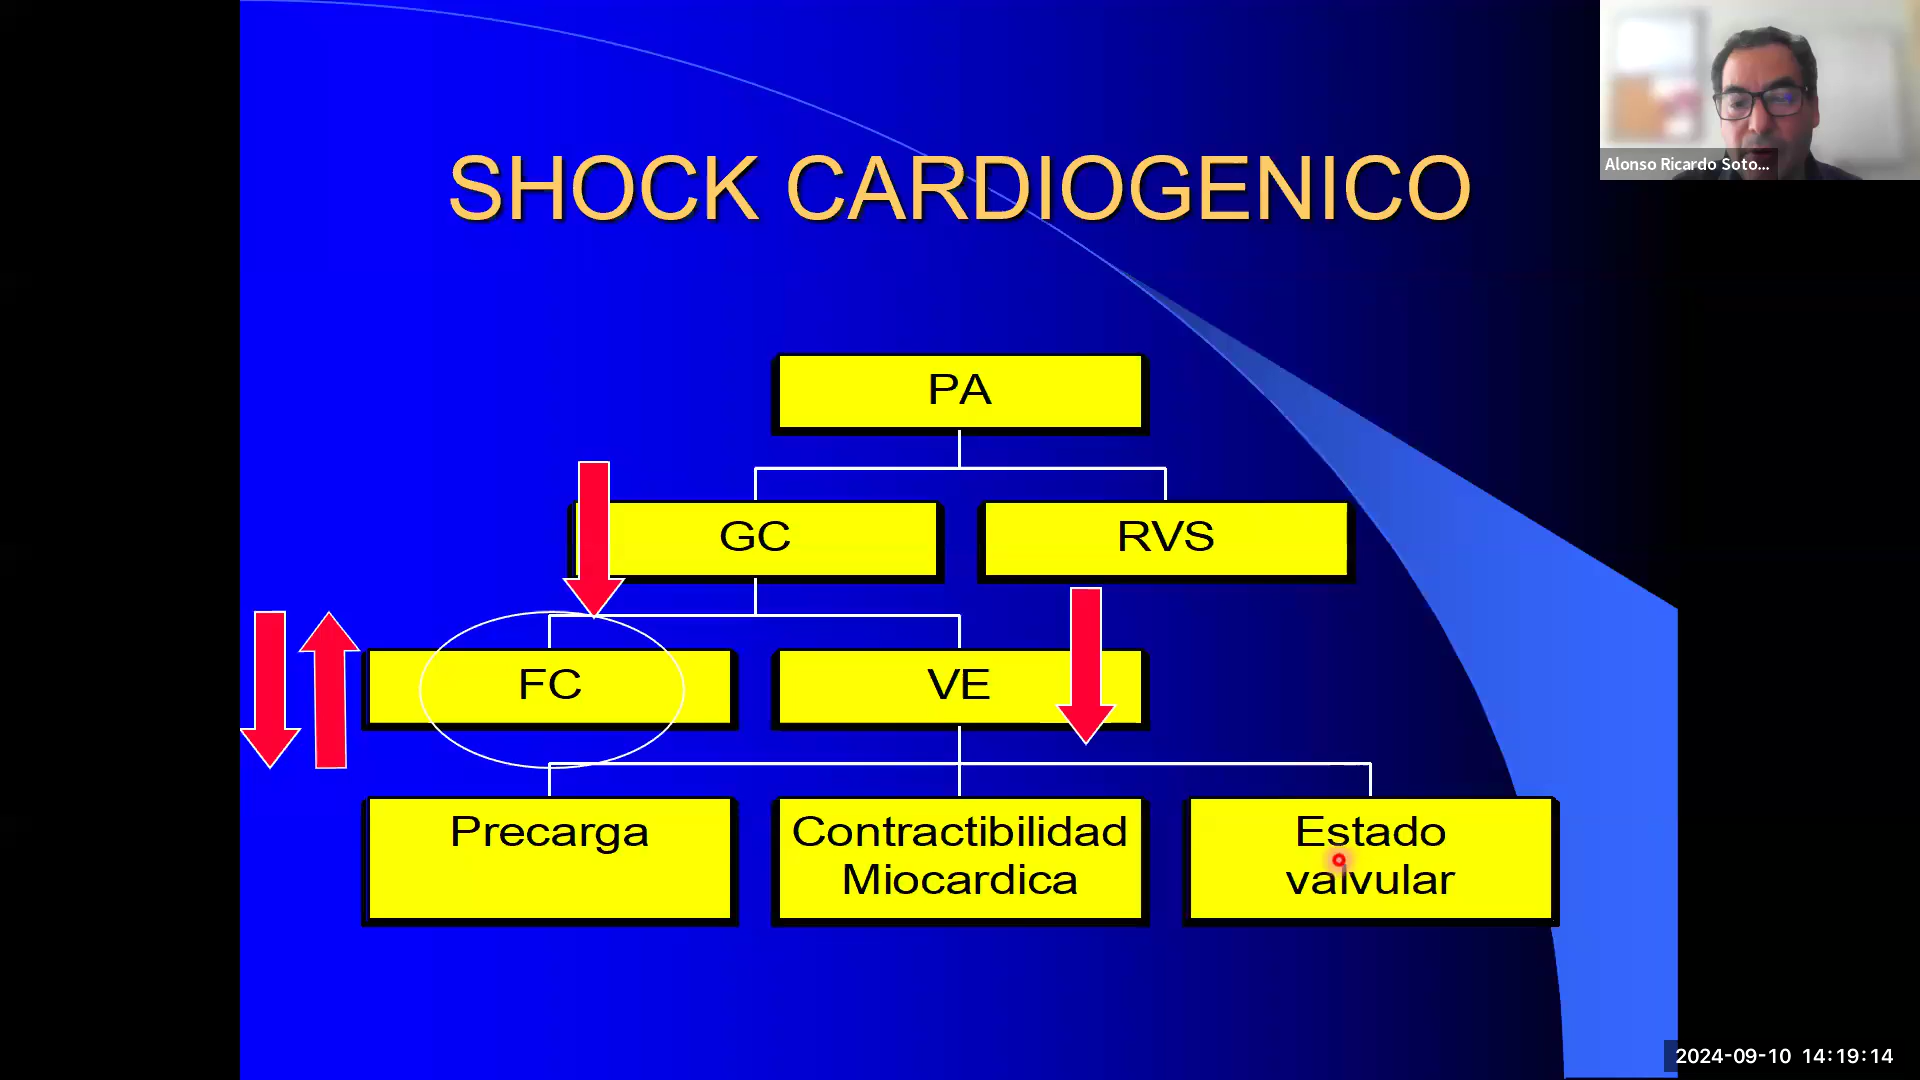 Alonso Ricardo Soto...
SHOCK CARDIOGENICO
PA
GC
RVS
FC
VE
Precarga
Contractibilidad
Miocardica
Estado
valvular
2024-09-10 14:19:14